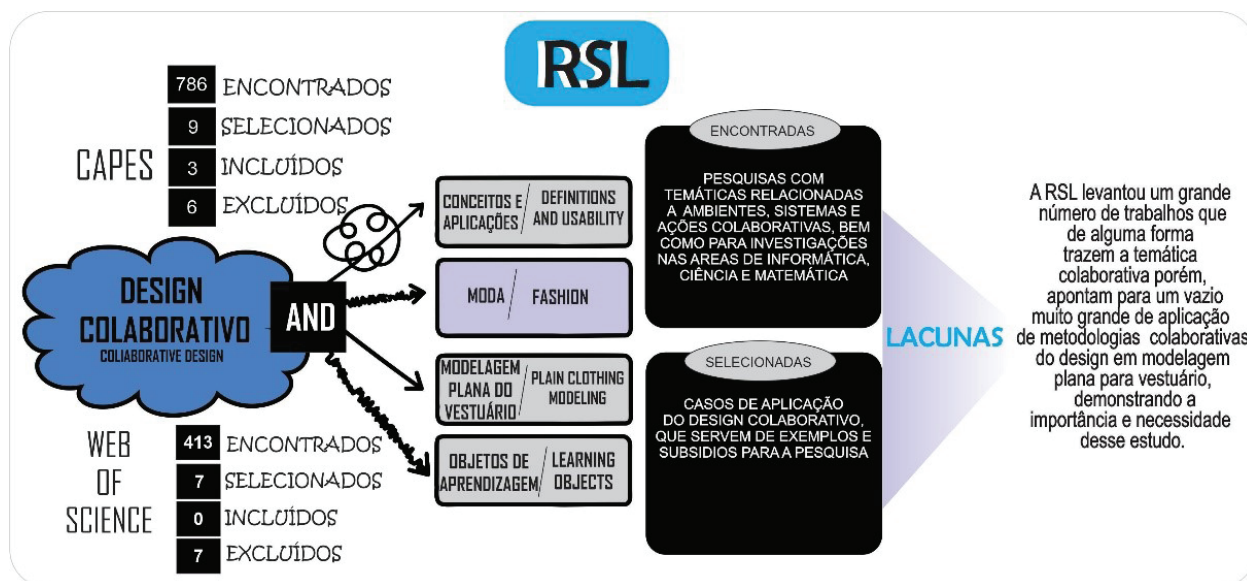 RSL
786 ENCONTRADOS
9 SELECIONADOS
CAPES
3 INCLUÍDOS
6 EXCLUÍDOS
DESIGN
COLABORATIVO
COLIABORATIVE DESIGN
AND
WEB
OF
SCIENCE
413 ENCONTRADOS
7 SELECIONADOS
0 INCLUÍDOS
7 EXCLUÍDOS
CONCEITOS E / DEFINITIONS
APLICAÇÕES / AND USABILITY
MODA / FASHION
MODELAGEM
PLANA DO / PLAIN CLOTHING
VESTUÁRIO / MODELING
OBJETOS DE / LEARNING
APRENDIZAGEM / OBJECTS
ENCONTRADAS
PESQUISAS COM
TEMÁTICAS RELACIONADAS
A AMBIENTES, SISTEMAS E
AÇÕES COLABORATIVAS, BEM
COMO PARA INVESTIGAÇÕES
NAS AREAS DE INFORMÁTICA,
CIÊNCIA E MATEMÁTICA
SELECIONADAS
CASOS DE APLICAÇÃO
DO DESIGN COLABORATIVO,
QUE SERVEM DE EXEMPLOS E
SUBSIDIOS PARA A PESQUISA
LACUNAS
A RSL levantou um grande
número de trabalhos que
de alguma forma
trazem a temática
colaborativa porém,
apontam para um vazio
muito grande de aplicação
de metodologias colaborativas
do design em modelagem
plana para vestuário,
demonstrando a
importância e necessidade
desse estudo.